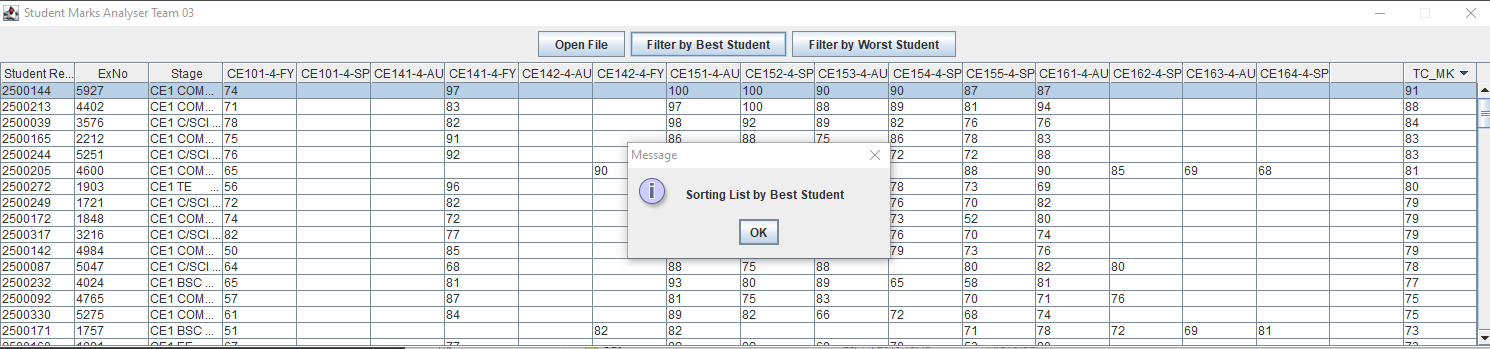 Student Marks Analyser Team 03
Open File Filter by Best Student Filter by Worst Student
Student Re... ExNo Stage CE101-4-FY CE101-4-SP CE141-4-AU CE141-4-FY CE142-4-AU CE142-4-FY CE151-4-AU CE152-4-SP CE153-4-AU CE154-4-SP CE155-4-SP CE161-4-AU CE162-4-SP CE163-4-AU CE164-4-SP TC_MK
2500144 5927 CE1 COM... 74 97 100 100 90 90 87 87 91
2500213 4402 CE1 COM... 71 83 97 100 88 89 81 94 88
2500039 3576 CE1 C/SCI ... 78 82 98 92 89 82 76 76 84
2500165 2212 CE1 COM... 75 91 86 88 75 86 78 83 83
2500244 5251 CE1 C/SCI ... 76 92 72 72 88 83
2500205 4600 CE1 COM... 65 90 88 90 85 69 68 81
2500272 1903 CE1 TE ... 56 96 78 73 69 80
2500249 1721 CE1 C/SCI ... 72 82 76 70 82 79
2500172 1848 CE1 COM... 74 72 73 52 80 79
2500317 3216 CE1 C/SCI ... 82 77 76 70 74 79
2500142 4984 CE1 COM... 50 85 79 73 76 79
2500087 5047 CE1 C/SCI ... 64 68 88 75 88 80 82 80 78
2500232 4024 CE1 BSC ... 65 81 93 80 89 65 58 81 77
2500092 4765 CE1 COM... 57 87 81 75 83 70 71 76 75
2500330 5275 CE1 COM... 61 84 89 82 66 72 68 74 75
2500171 1757 CE1 BSC ... 51 82 82 71 78 72 69 81 73
Message
Sorting List by Best Student
OK